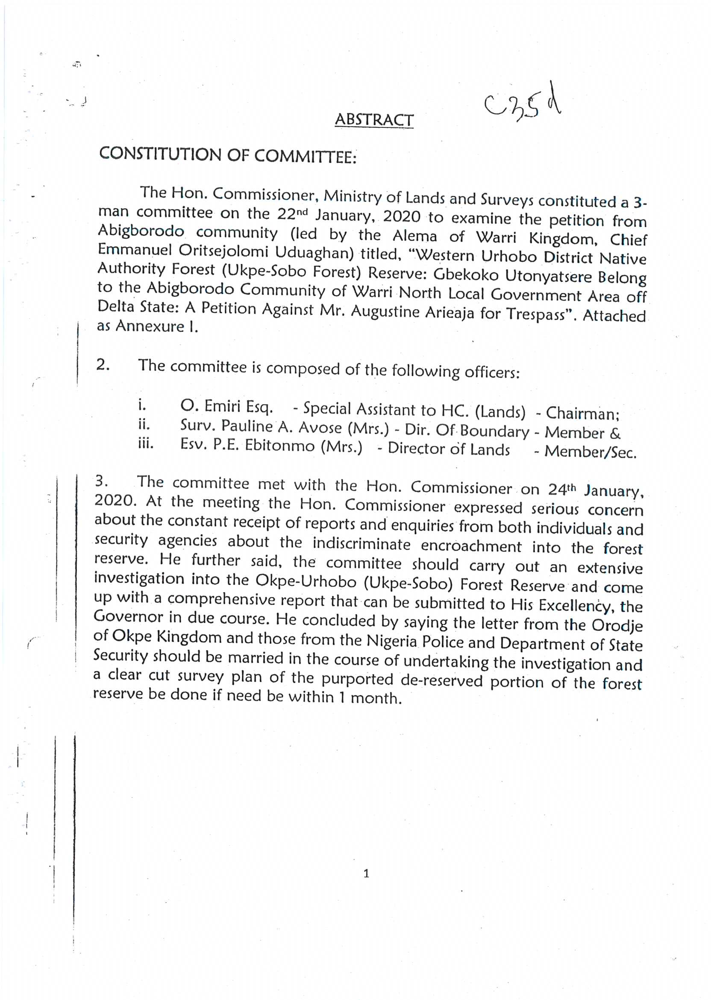 C35d
ABSTRACT
CONSTITUTION OF COMMITTEE:
The Hon. Commissioner, Ministry of Lands and Surveys constituted a 3-
man committee on the 22nd January, 2020 to examine the petition from
Abigborodo community (led by the Alema of Warri Kingdom, Chief
Emmanuel Oritsejolomi Uduaghan) titled, “Western Urhobo District Native
Authority Forest (Ukpe-Sobo Forest) Reserve: Gbekoko Utonyatsere Belong
to the Abigborodo Community of Warri North Local Government Area off
Delta State: A Petition Against Mr. Augustine Arieaja for Trespass”. Attached
as Annexure I.
2. The committee is composed of the following officers:
i. O. Emiri Esq. - Special Assistant to HC. (Lands) - Chairman;
ii. Surv. Pauline A. Avose (Mrs.) - Dir. Of Boundary - Member &
iii. Esv. P.E. Ebitonmo (Mrs.) - Director of Lands - Member/Sec.
3. The committee met with the Hon. Commissioner on 24th January,
2020. At the meeting the Hon. Commissioner expressed serious concern
about the constant receipt of reports and enquiries from both individuals and
security agencies about the indiscriminate encroachment into the forest
reserve. He further said, the committee should carry out an extensive
investigation into the Okpe-Urhobo (Ukpe-Sobo) Forest Reserve and come
up with a comprehensive report that can be submitted to His Excellency, the
Governor in due course. He concluded by saying the letter from the Orodje
of Okpe Kingdom and those from the Nigeria Police and Department of State
Security should be married in the course of undertaking the investigation and
a clear cut survey plan of the purported de-reserved portion of the forest
reserve be done if need be within 1 month.
1